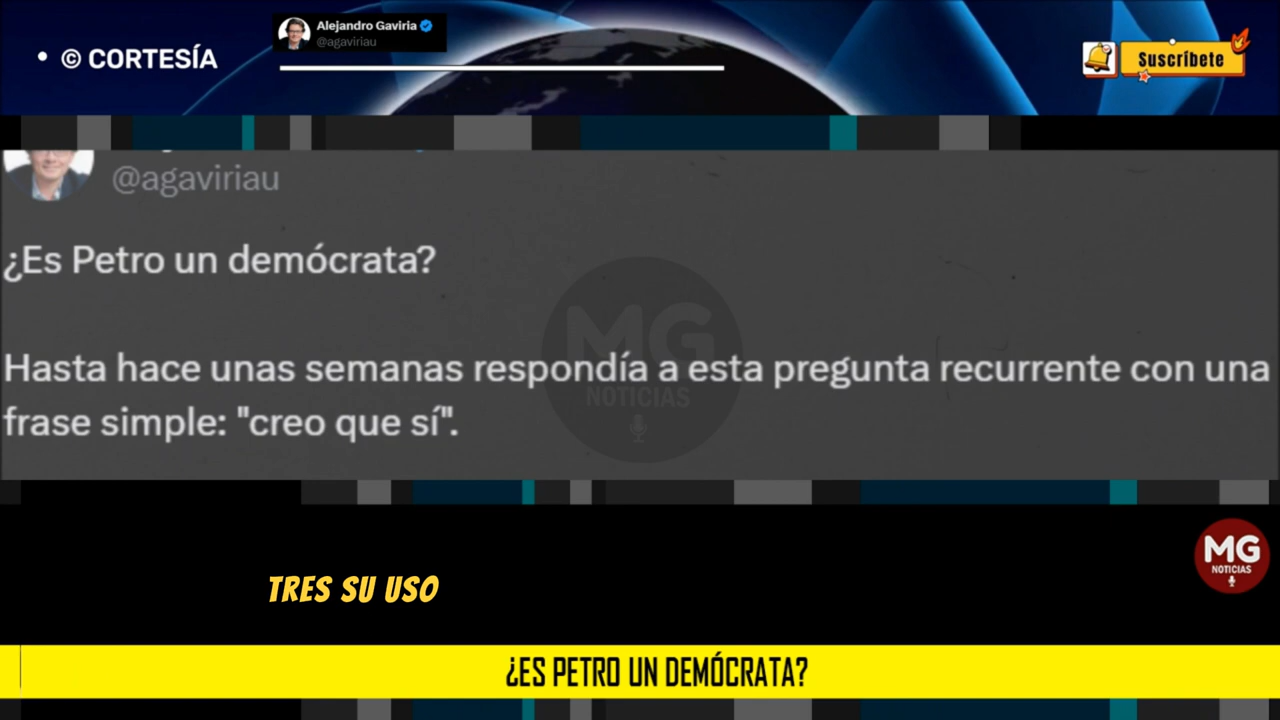 • © CORTESÍA
Alejandro Gaviria
@agaviriau
Suscríbete
@agaviriau
¿Es Petro un demócrata?
Hasta hace unas semanas respondía a esta pregunta recurrente con una
frase simple: "creo que sí".
MG
NOTICIAS
MG
NOTICIAS
TRES SU USO
¿ES PETRO UN DEMÓCRATA?